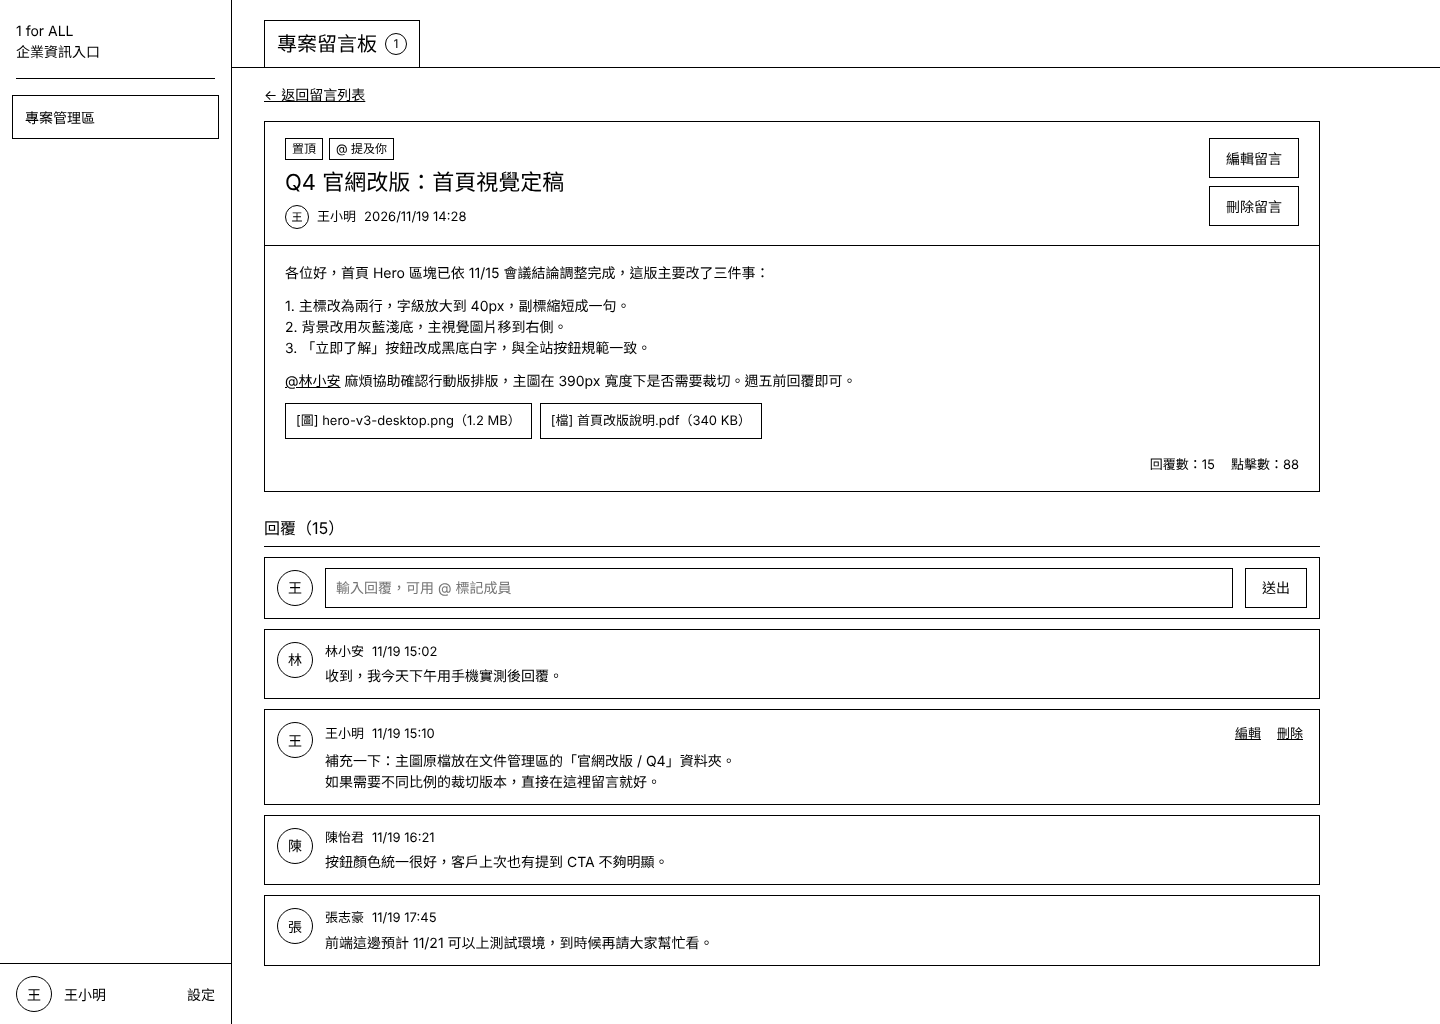 1 for ALL
企業資訊入口
專案管理區
專案留言板 1
← 返回留言列表
置頂 @ 提及你
編輯留言
Q4 官網改版：首頁視覺定稿
刪除留言
王 王小明 2026/11/19 14:28
各位好，首頁 Hero 區塊已依 11/15 會議結論調整完成，這版主要改了三件事：
1. 主標改為兩行，字級放大到 40px，副標縮短成一句。
2. 背景改用灰藍淺底，主視覺圖片移到右側。
3. 「立即了解」按鈕改成黑底白字，與全站按鈕規範一致。
@林小安 麻煩協助確認行動版排版，主圖在 390px 寬度下是否需要裁切。週五前回覆即可。
[圖] hero-v3-desktop.png（1.2 MB） [檔] 首頁改版說明.pdf（340 KB）
回覆數：15 點擊數：88
回覆（15）
王 輸入回覆，可用 @ 標記成員 送出
林 林小安 11/19 15:02
收到，我今天下午用手機實測後回覆。
王 王小明 11/19 15:10 編輯 刪除
補充一下：主圖原檔放在文件管理區的「官網改版 / Q4」資料夾。
如果需要不同比例的裁切版本，直接在這裡留言就好。
陳 陳怡君 11/19 16:21
按鈕顏色統一很好，客戶上次也有提到 CTA 不夠明顯。
張 張志豪 11/19 17:45
前端這邊預計 11/21 可以上測試環境，到時候再請大家幫忙看。
王 王小明 設定